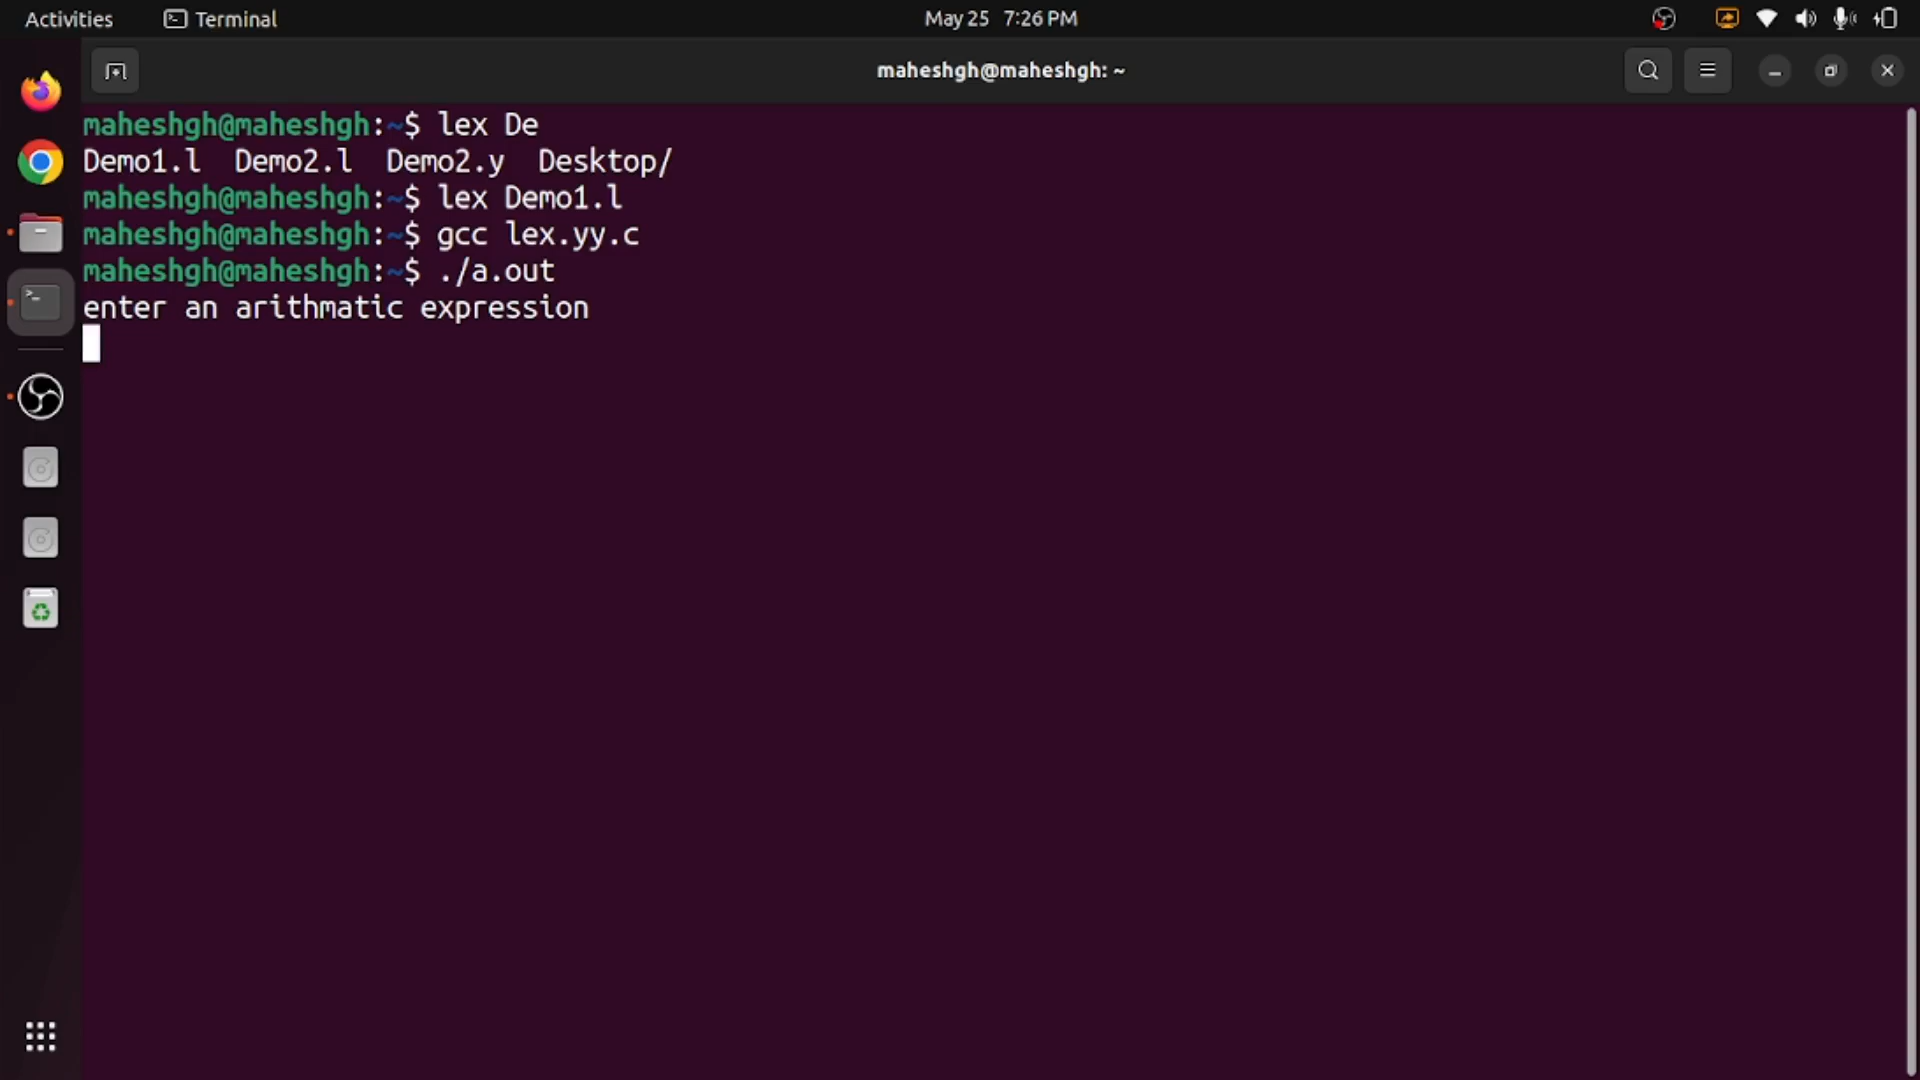 Activities Terminal May 25 7:26 PM
maheshgh@maheshgh: ~
maheshgh@maheshgh:~$ lex De
Demo1.l Demo2.l Demo2.y Desktop/
maheshgh@maheshgh:~$ lex Demo1.l
maheshgh@maheshgh:~$ gcc lex.yy.c
maheshgh@maheshgh:~$ ./a.out
enter an arithmatic expression